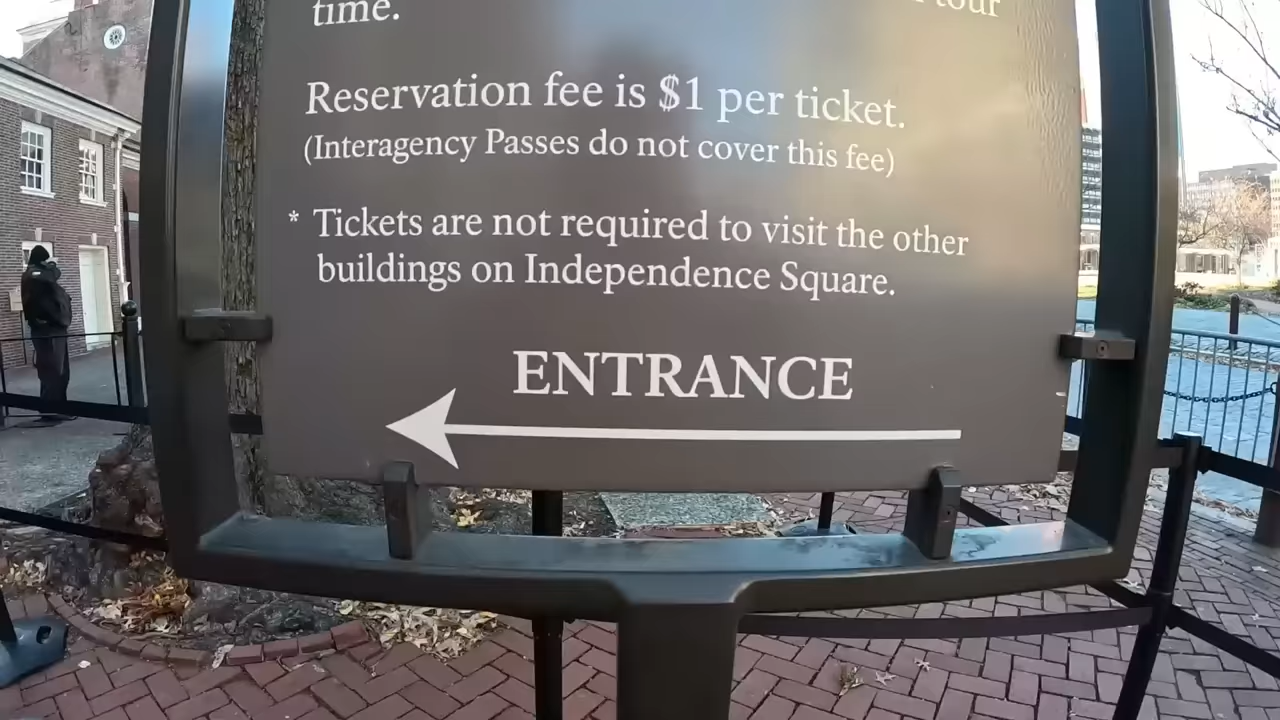 time.
tour
Reservation fee is $1 per ticket.
(Interagency Passes do not cover this fee)
* Tickets are not required to visit the other
buildings on Independence Square.
ENTRANCE